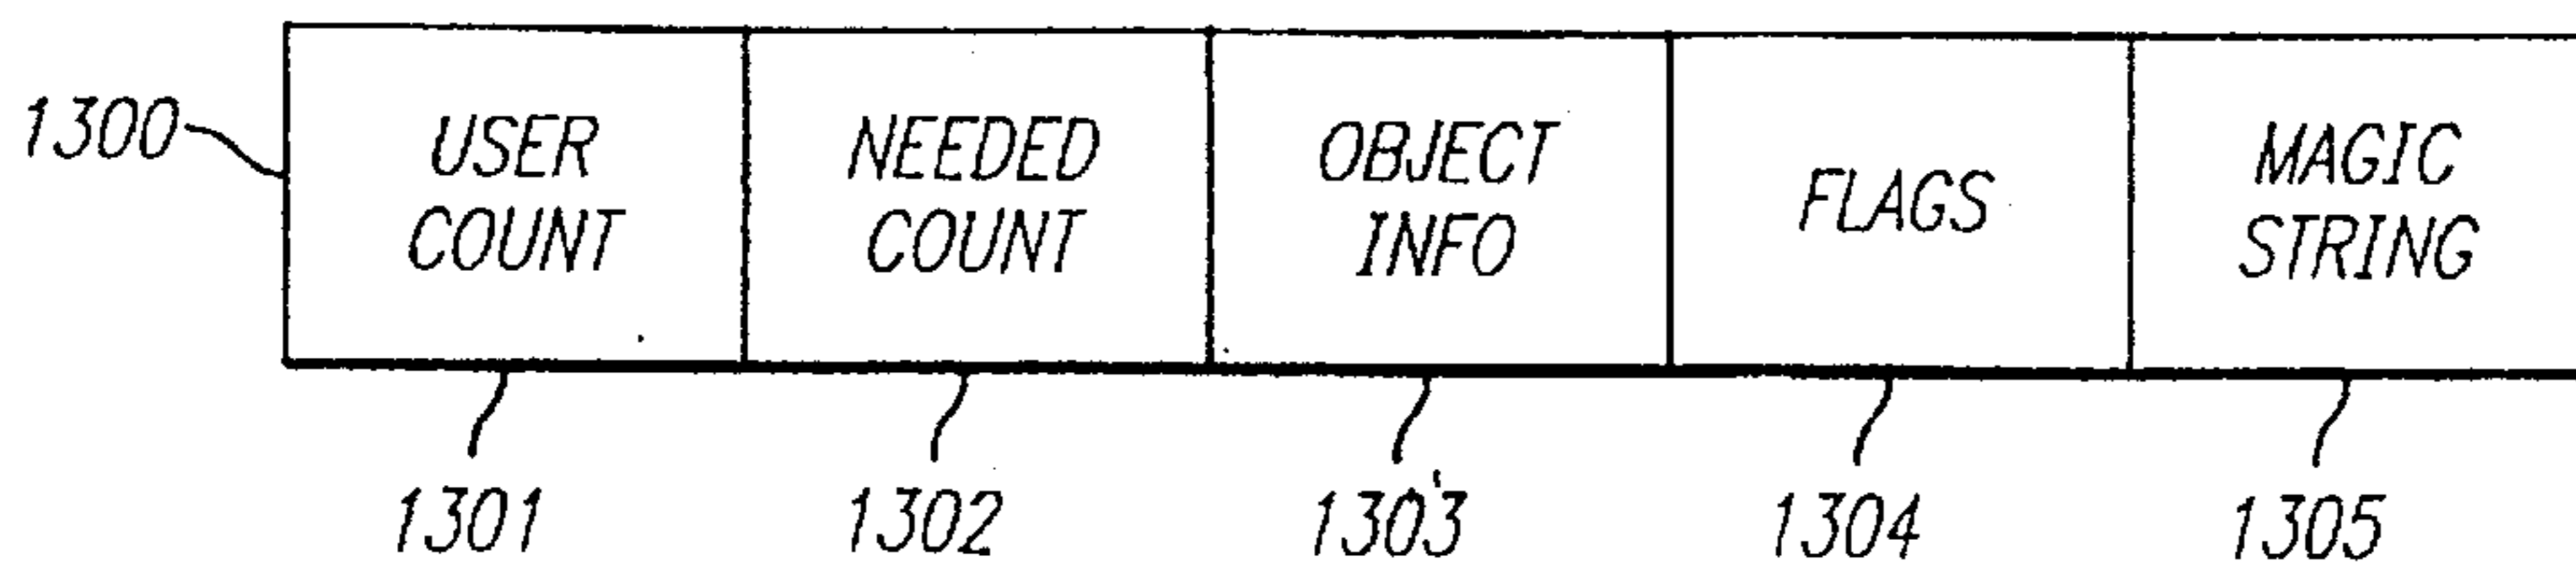 1300
USER
COUNT
NEEDED
COUNT
OBJECT
INFO
FLAGS
MAGIC
STRING
1301
1302
1303
1304
1305